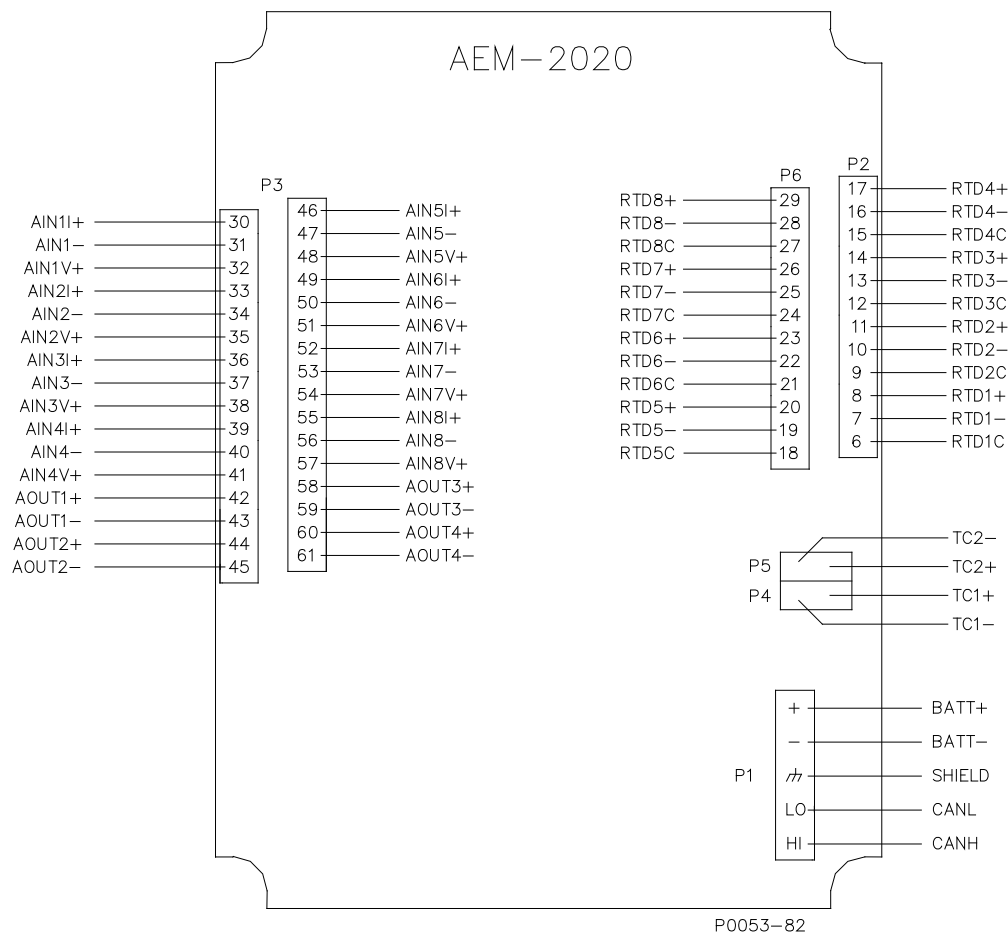 AEM-2020
P3
AIN1I+ 30
AIN1- 31
AIN1V+ 32
AIN2I+ 33
AIN2- 34
AIN2V+ 35
AIN3I+ 36
AIN3- 37
AIN3V+ 38
AIN4I+ 39
AIN4- 40
AIN4V+ 41
AOUT1+ 42
AOUT1- 43
AOUT2+ 44
AOUT2- 45
46 AIN5I+
47 AIN5-
48 AIN5V+
49 AIN6I+
50 AIN6-
51 AIN6V+
52 AIN7I+
53 AIN7-
54 AIN7V+
55 AIN8I+
56 AIN8-
57 AIN8V+
58 AOUT3+
59 AOUT3-
60 AOUT4+
61 AOUT4-
P6
RTD8+ 29
RTD8- 28
RTD8C 27
RTD7+ 26
RTD7- 25
RTD7C 24
RTD6+ 23
RTD6- 22
RTD6C 21
RTD5+ 20
RTD5- 19
RTD5C 18
P2
17 RTD4+
16 RTD4-
15 RTD4C
14 RTD3+
13 RTD3-
12 RTD3C
11 RTD2+
10 RTD2-
9 RTD2C
8 RTD1+
7 RTD1-
6 RTD1C
TC2-
P5 TC2+
P4 TC1+
TC1-
+ BATT+
- BATT-
P1 SHIELD
LO CANL
HI CANH
P0053-82